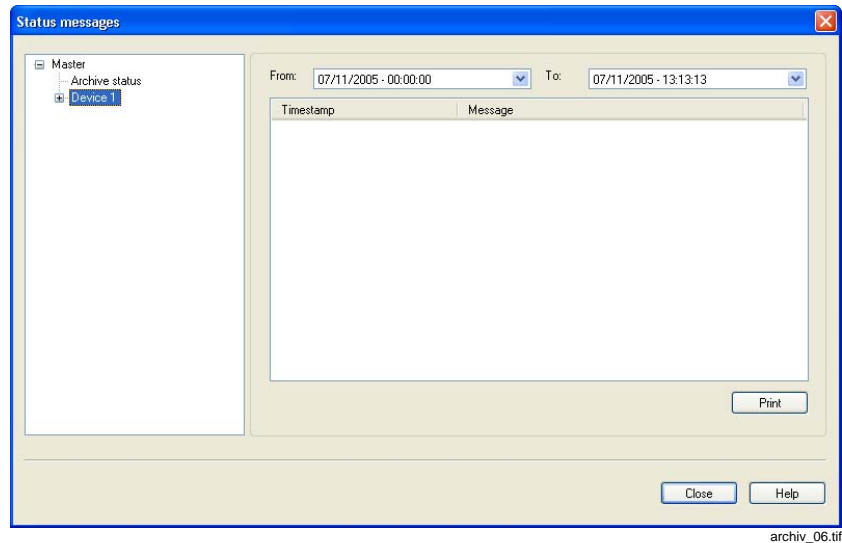 Status messages
Master
Archive status
Device 1
From: 07/11/2005 - 00:00:00 To: 07/11/2005 - 13:13:13
Timestamp Message
Print
Close Help
archiv_06.tif